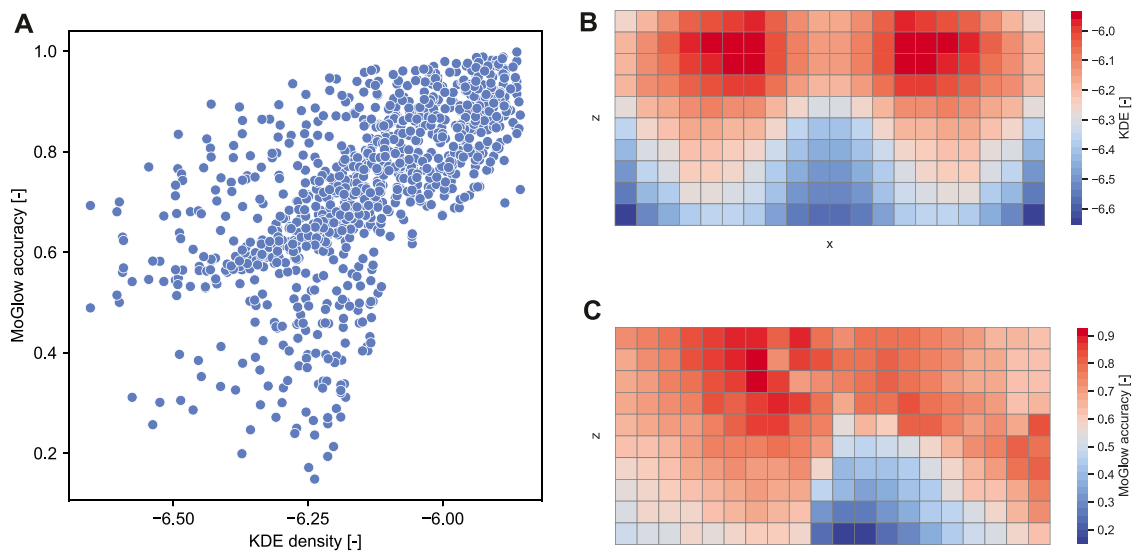 A
1.0
0.8
0.6
0.4
0.2
MoGlow accuracy [-]
−6.50
−6.25
−6.00
KDE density [-]
B
z
x
−6.0
−6.1
−6.2
−6.3
−6.4
−6.5
−6.6
KDE [-]
C
z
0.9
0.8
0.7
0.6
0.5
0.4
0.3
0.2
MoGlow accuracy [-]